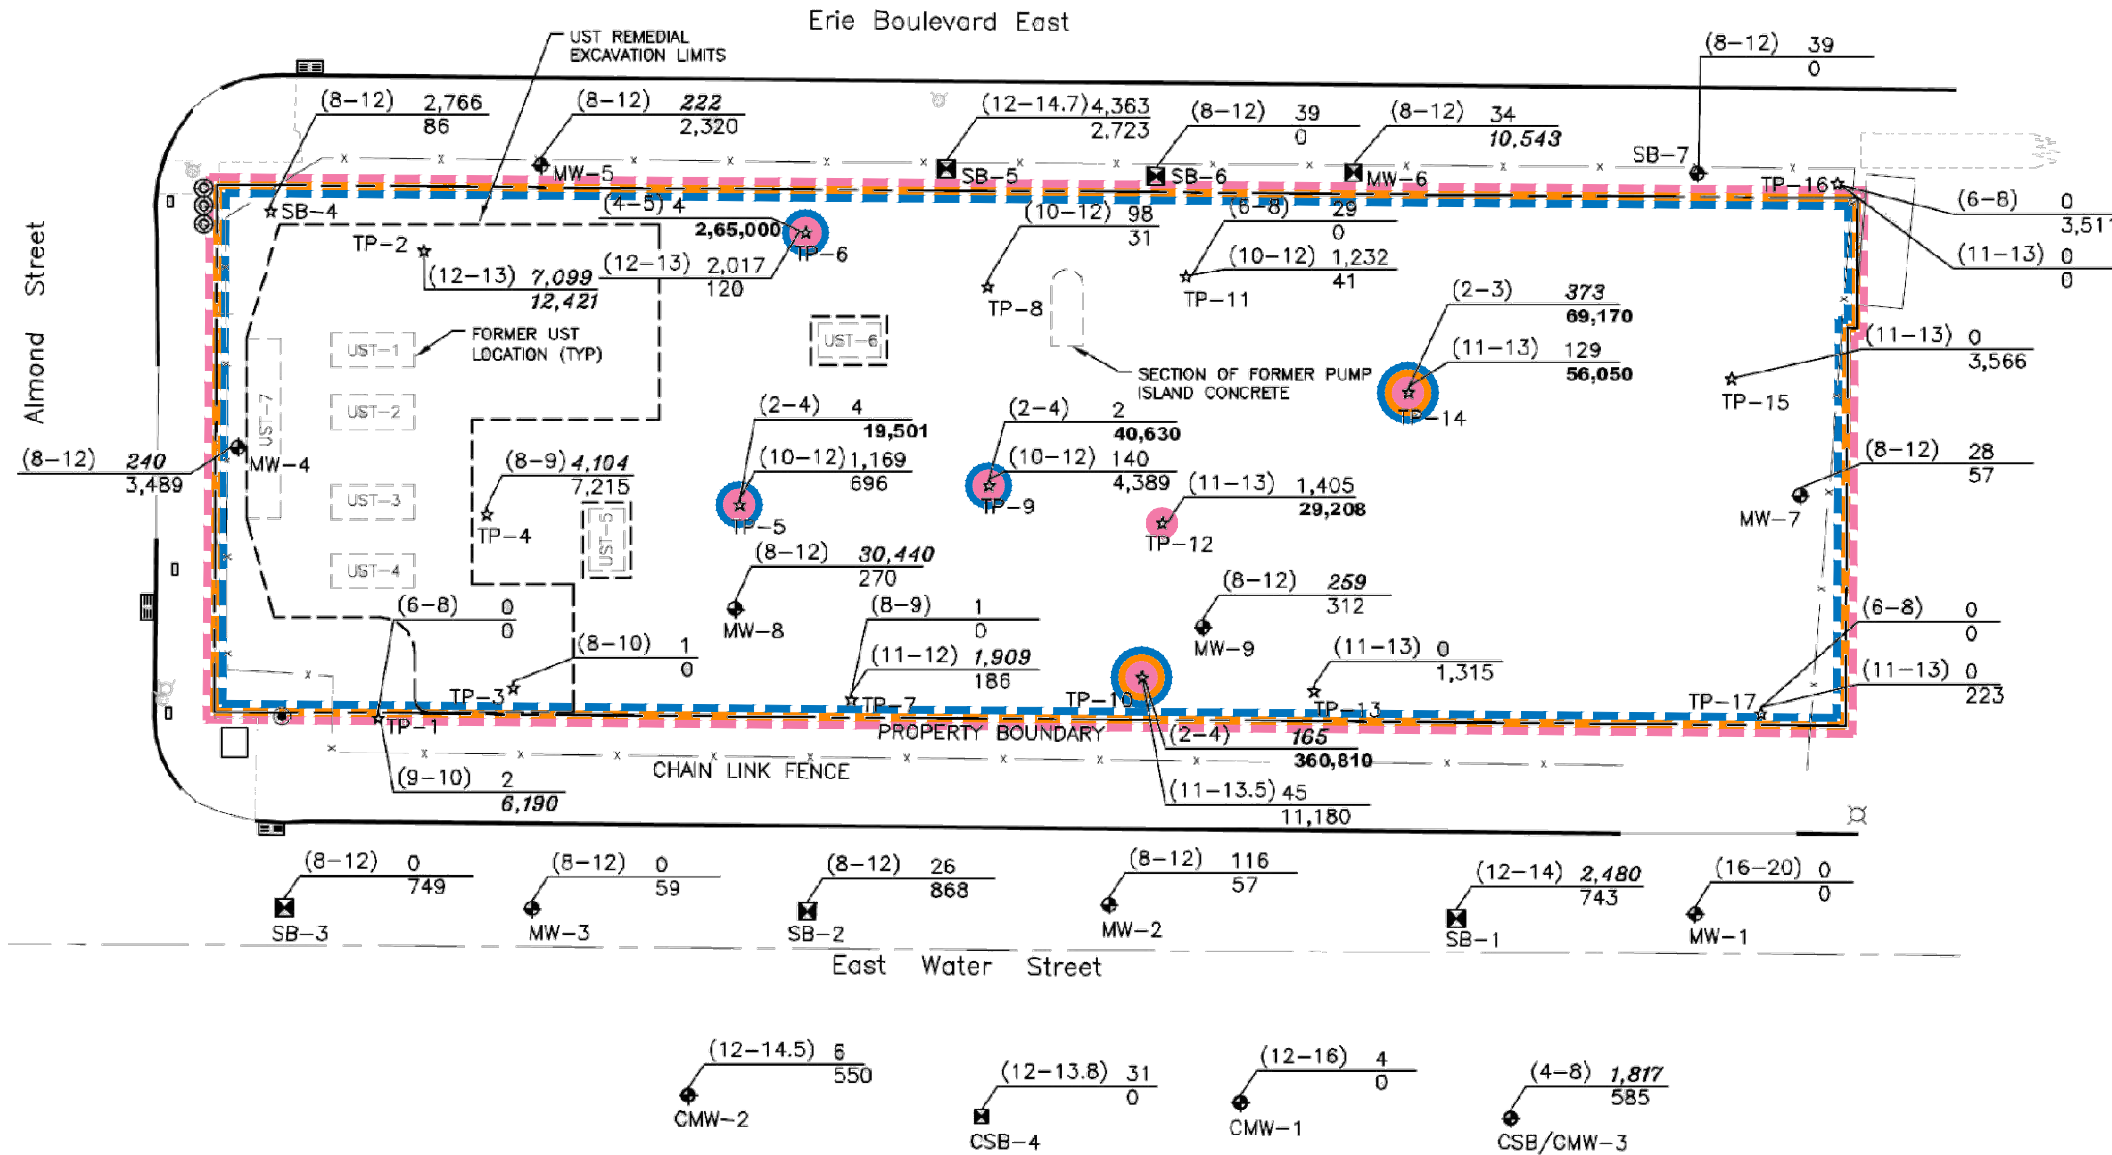 Erie Boulevard East
UST REMEDIAL
EXCAVATION LIMITS
(8-12) 39
0
(8-12) 2,766
86
(8-12) 222
2,320
(12-14.7) 4,363
2,723
(8-12) 39
0
(8-12) 34
10,543
SB-7
MW-5
SB-5
SB-6
MW-6
TP-16
(6-8) 0
3,511
(11-13) 0
0
SB-4
(4-5) 4
2,65,000
TP-6
(12-13) 2,017
120
(10-12) 98
31
TP-8
(6-8) 29
0
(10-12) 1,232
41
TP-11
TP-2
(12-13) 7,099
12,421
Almond Street
(2-3) 373
69,170
(11-13) 129
56,050
TP-14
FORMER UST
LOCATION (TYP)
UST-1
UST-2
UST-3
UST-4
UST-5
UST-6
UST-7
SECTION OF FORMER PUMP
ISLAND CONCRETE
(11-13) 0
3,566
TP-15
(2-4) 4
19,501
(10-12) 1,169
696
TP-5
(2-4) 2
40,630
(10-12) 140
4,389
TP-9
(8-12) 240
3,489
MW-4
(8-9) 4,104
7,215
TP-4
(11-13) 1,405
29,208
TP-12
(8-12) 28
57
MW-7
(8-12) 30,440
270
MW-8
(8-12) 259
312
MW-9
(6-8) 0
0
(8-10) 1
0
TP-3
(8-9) 1
0
(11-12) 1,909
186
TP-7
TP-10
(11-13) 0
1,315
TP-13
(6-8) 0
0
(11-13) 0
223
TP-17
TP-1
PROPERTY BOUNDARY
(2-4) 165
360,810
CHAIN LINK FENCE
(9-10) 2
6,190
(11-13.5) 45
11,180
(8-12) 0
749
SB-3
(8-12) 0
59
MW-3
(8-12) 26
868
SB-2
(8-12) 116
57
MW-2
(12-14) 2,480
743
SB-1
(16-20) 0
0
MW-1
East Water Street
(12-14.5) 6
550
CMW-2
(12-13.8) 31
0
CSB-4
(12-16) 4
0
CMW-1
(4-8) 1,817
585
CSB/CMW-3